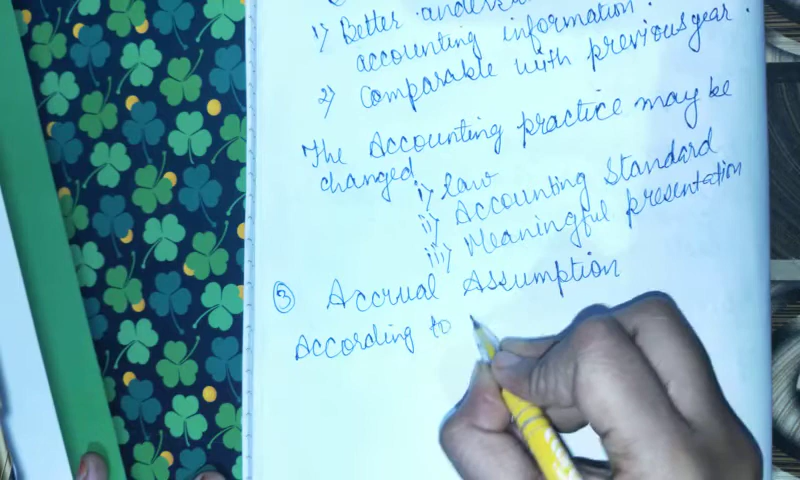 1) Better
accounting information.
2) Comparable with previous year.
The Accounting practice may be
changed
i) law
ii) Accounting Standard
iii) Meaningful presentation
③ Accrual Assumption
According to